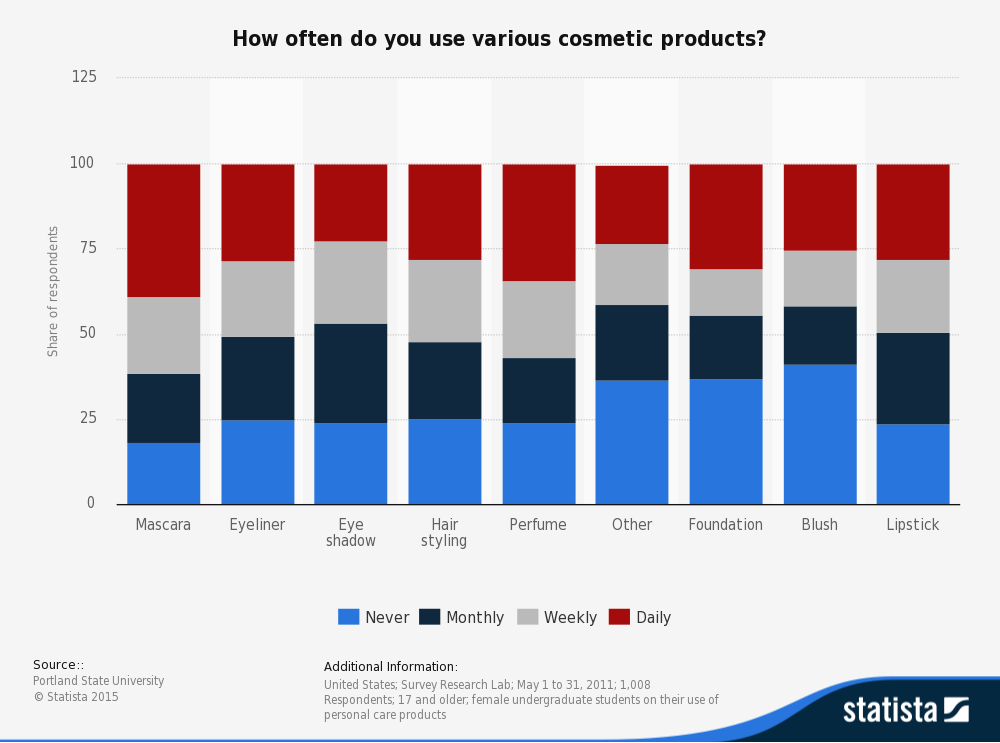 How often do you use various cosmetic products?
125
100
75
50
25
0
Share of respondents
Mascara
Eyeliner
Eye
shadow
Hair
styling
Perfume
Other
Foundation
Blush
Lipstick
Never
Monthly
Weekly
Daily
Source::
Portland State University
© Statista 2015
Additional Information:
United States; Survey Research Lab; May 1 to 31, 2011; 1,008
Respondents; 17 and older; female undergraduate students on their use of
personal care products
statista